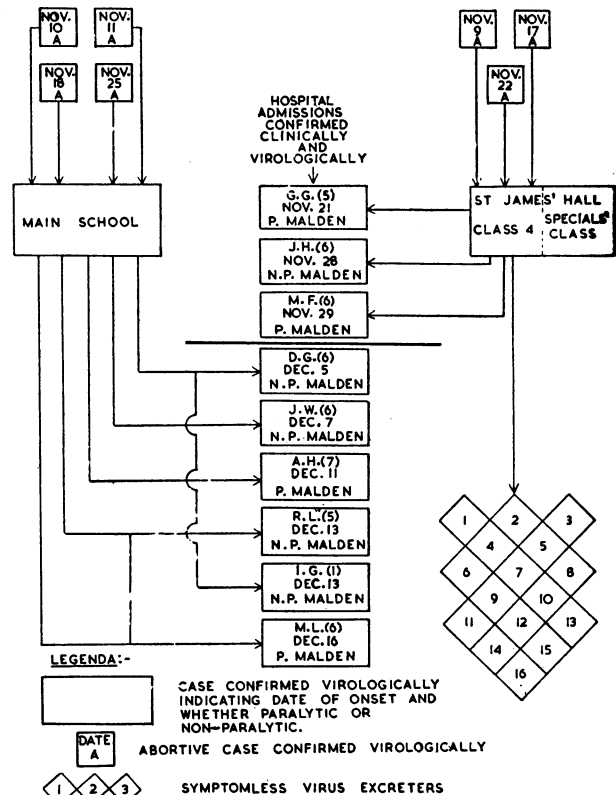 NOV.
10
A
NOV.
11
A
NOV.
18
A
NOV.
25
A
NOV.
9
A
NOV.
17
A
NOV.
22
A
HOSPITAL
ADMISSIONS
CONFIRMED
CLINICALLY
AND
VIROLOGICALLY
MAIN SCHOOL
G.G.(5)
NOV. 21
P. MALDEN
J.H.(6)
NOV. 28
N.P. MALDEN
M.F.(6)
NOV. 29
P. MALDEN
ST JAMES' HALL
CLASS 4
SPECIALS'
CLASS
D.G.(6)
DEC. 5
N.P. MALDEN
J.W.(6)
DEC. 7
N.P. MALDEN
A.H.(7)
DEC. 11
P. MALDEN
R.L.(5)
DEC. 13
N.P. MALDEN
I.G.(1)
DEC. 13
N.P. MALDEN
M.L.(6)
DEC. 16
P. MALDEN
1 2 3
4 5
6 7 8
9 10
11 12 13
14 15
16
LEGENDA:-
CASE CONFIRMED VIROLOGICALLY
INDICATING DATE OF ONSET AND
WHETHER PARALYTIC OR
NON-PARALYTIC.
DATE
A
ABORTIVE CASE CONFIRMED VIROLOGICALLY
1 2 3 SYMPTOMLESS VIRUS EXCRETERS